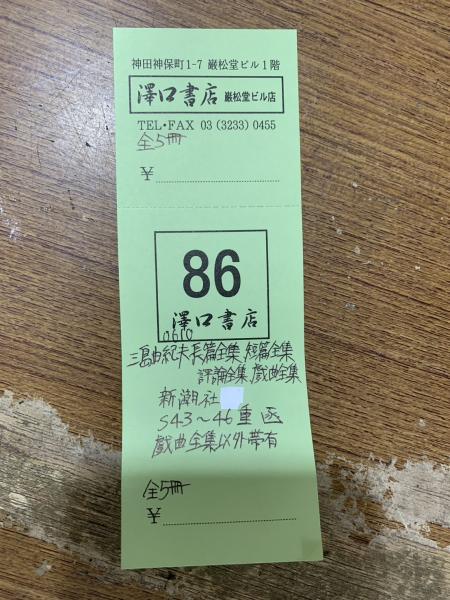 神田神保町1-7 巌松堂ビル1階
澤口書店 巌松堂ビル店
TEL・FAX 03 (3233) 0455
全5冊
¥
86
澤口書店
0610
三島由紀夫長篇全集,短篇全集
評論全集,戯曲全集
新潮社
S43〜46重函
戯曲全集以外帯有
全5冊
¥